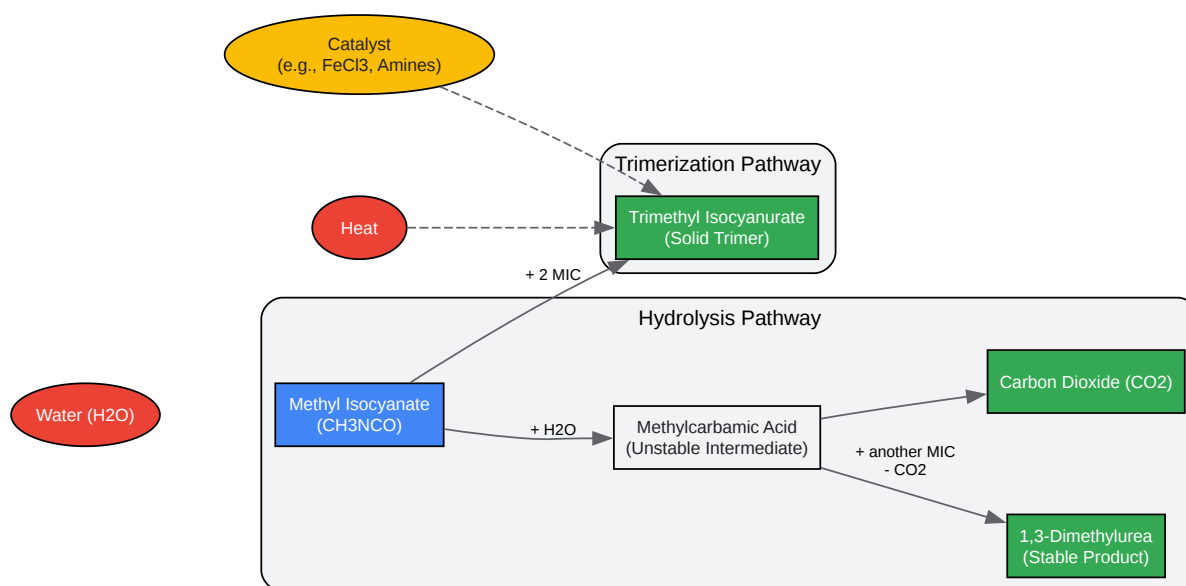 Catalyst
(e.g., FeCl3, Amines)
Trimerization Pathway
Trimethyl Isocyanurate
(Solid Trimer)
Heat
+ 2 MIC
Hydrolysis Pathway
Carbon Dioxide (CO2)
Water (H2O)
Methyl Isocyanate
(CH3NCO)
+ H2O
Methylcarbamic Acid
(Unstable Intermediate)
+ another MIC
- CO2
1,3-Dimethylurea
(Stable Product)